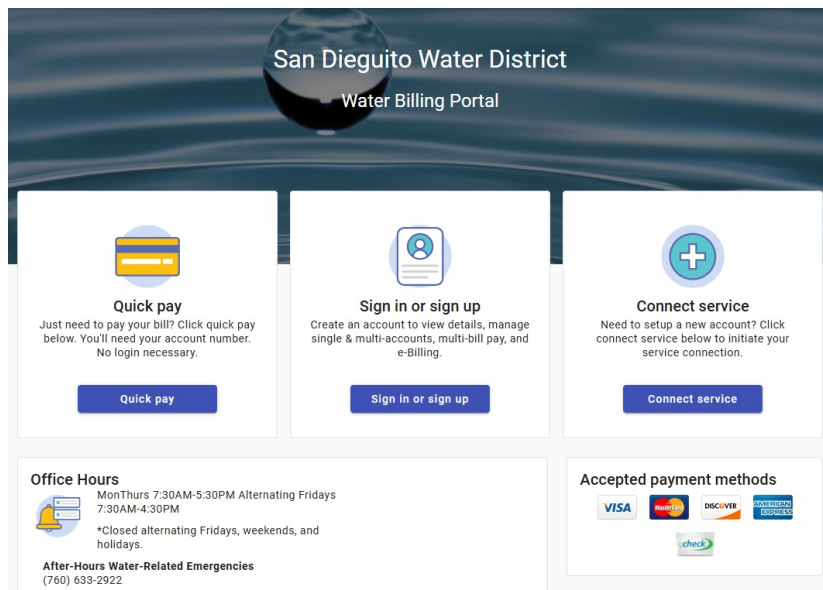 San Dieguito Water District
Water Billing Portal
Quick pay
Just need to pay your bill? Click quick pay
below. You'll need your account number.
No login necessary.
Quick pay
Sign in or sign up
Create an account to view details, manage
single & multi-accounts, multi-bill pay, and
e-Billing.
Sign in or sign up
Connect service
Need to setup a new account? Click
connect service below to initiate your
service connection.
Connect service
Office Hours
MonThurs 7:30AM-5:30PM Alternating Fridays
7:30AM-4:30PM
*Closed alternating Fridays, weekends, and
holidays.
After-Hours Water-Related Emergencies
(760) 633-2922
Accepted payment methods
VISA
MasterCard
DISCOVER
AMERICAN
EXPRESS
check